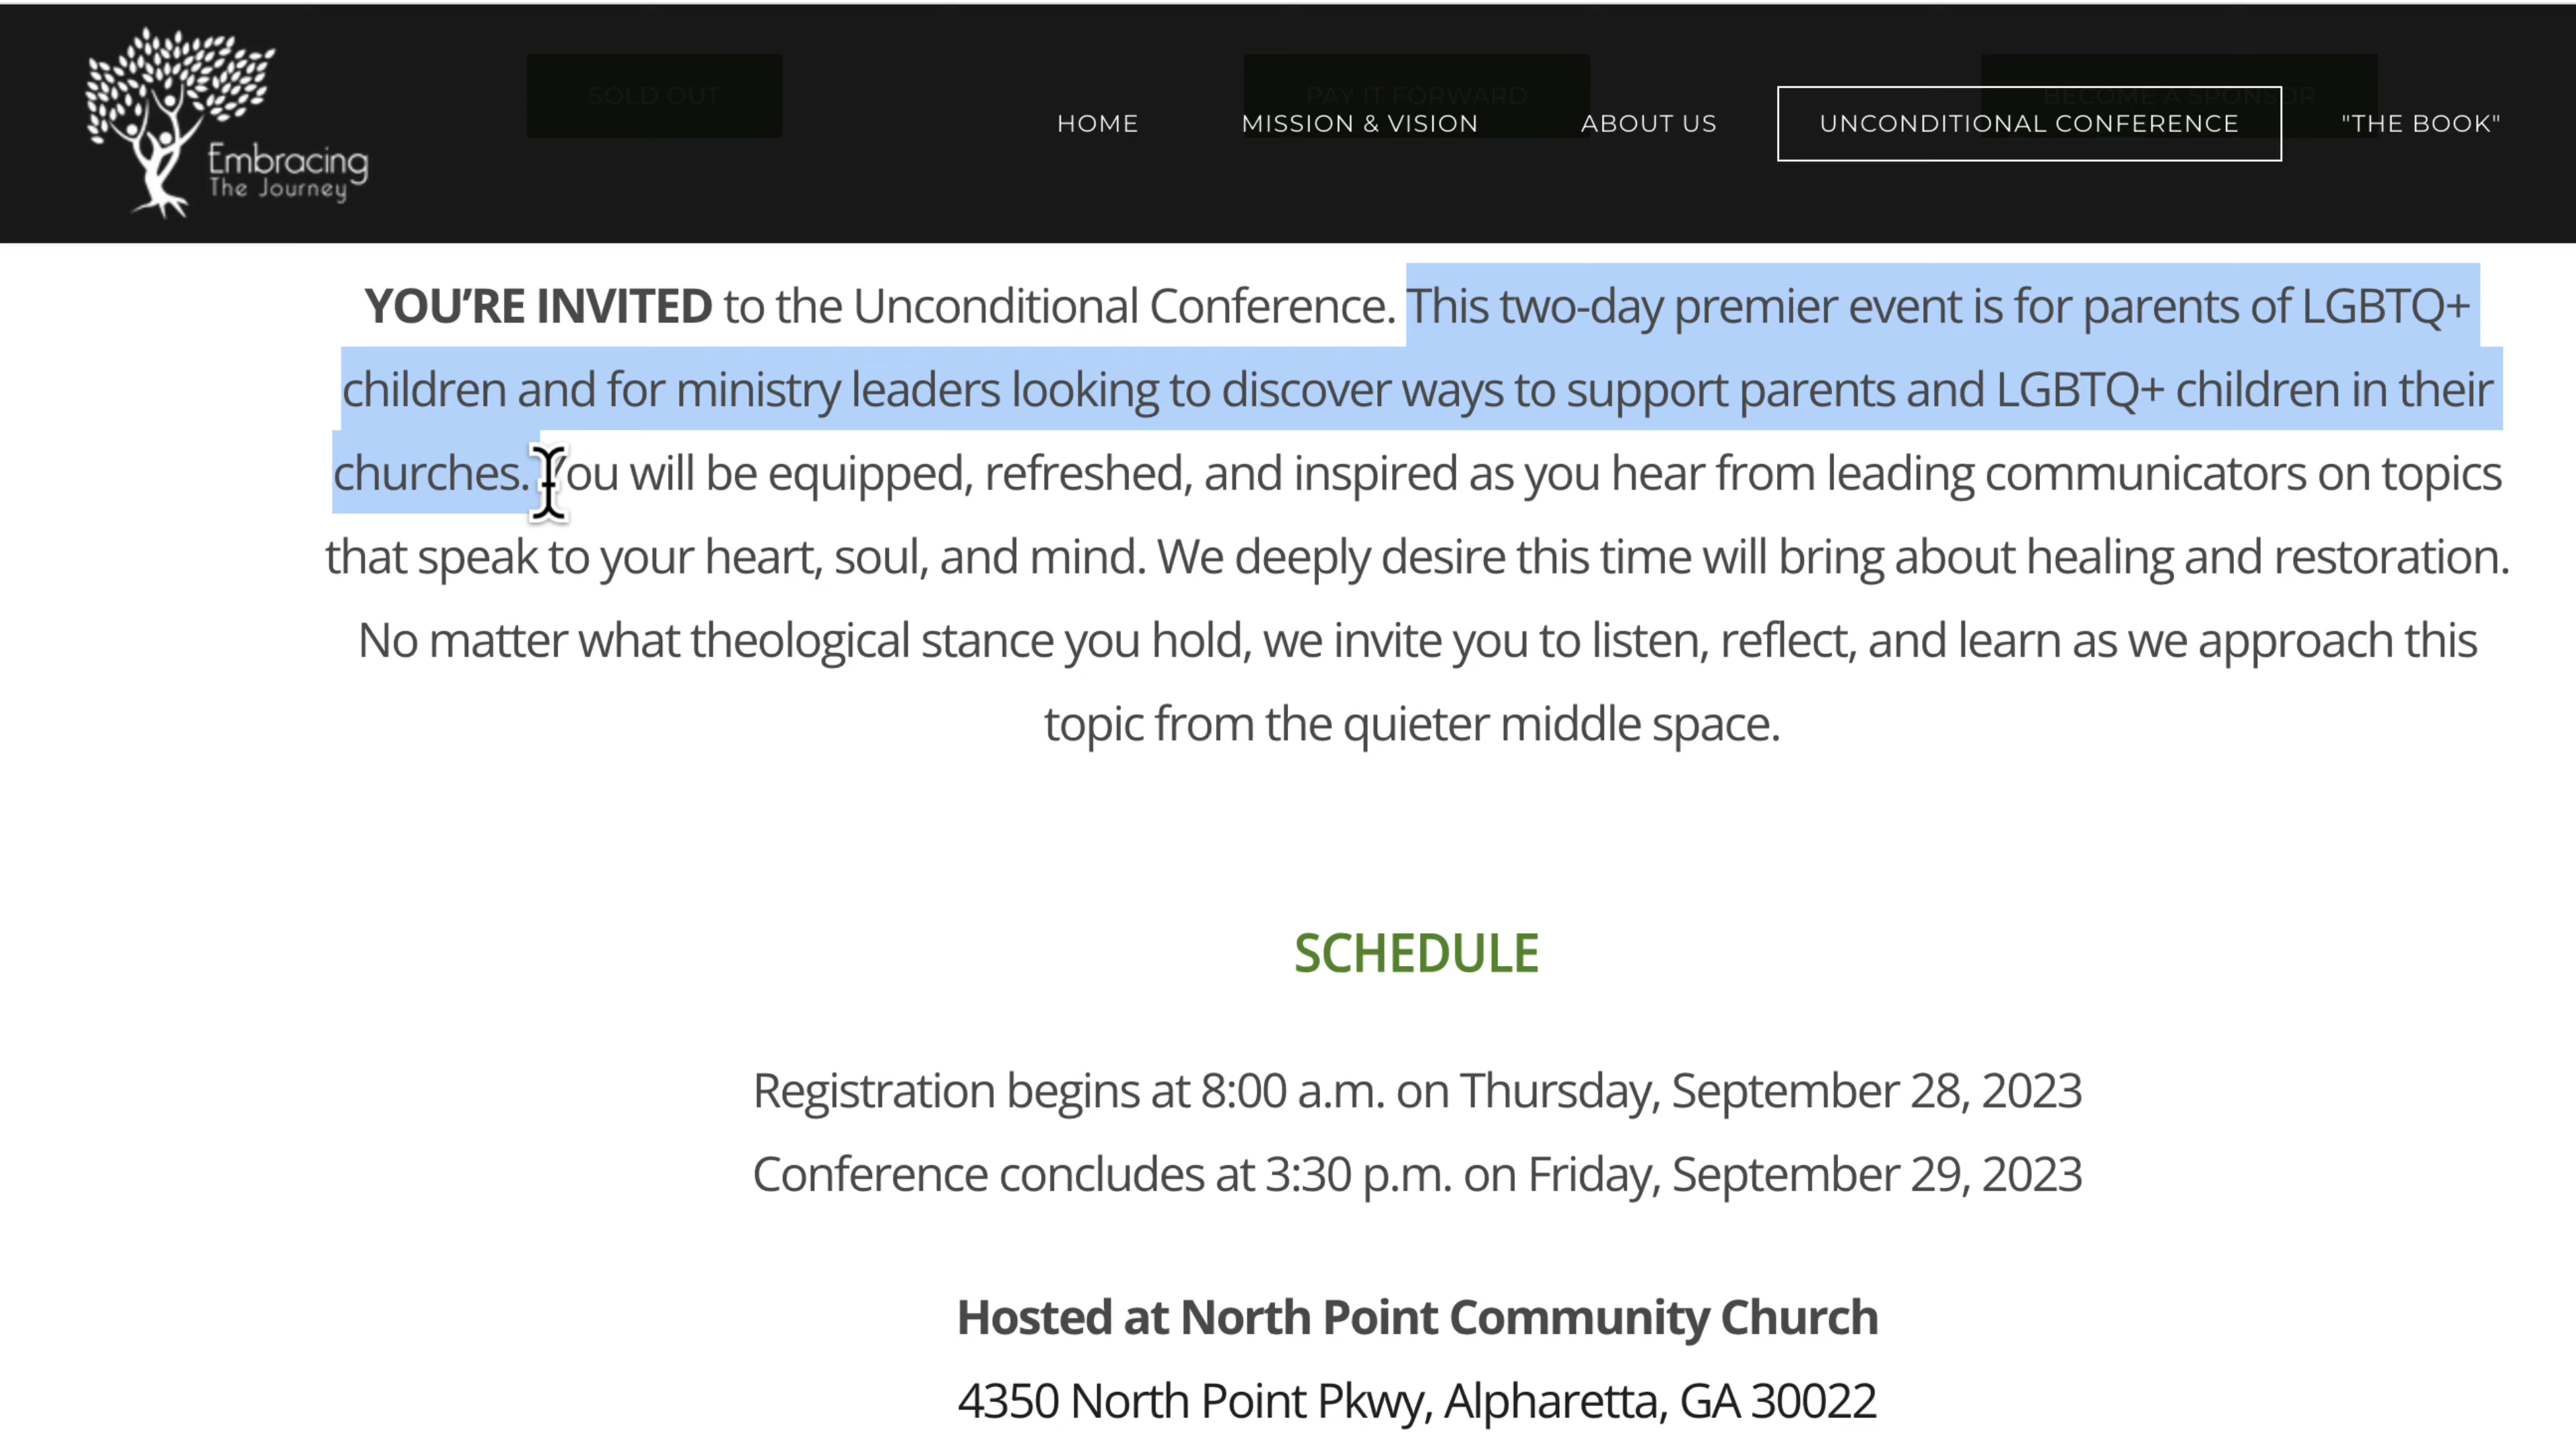 Embracing
The Journey
SOLD OUT
PAY IT FORWARD
BECOME A SPONSOR
HOME
MISSION & VISION
ABOUT US
UNCONDITIONAL CONFERENCE
"THE BOOK"
YOU’RE INVITED to the Unconditional Conference. This two-day premier event is for parents of LGBTQ+
children and for ministry leaders looking to discover ways to support parents and LGBTQ+ children in their
churches. You will be equipped, refreshed, and inspired as you hear from leading communicators on topics
that speak to your heart, soul, and mind. We deeply desire this time will bring about healing and restoration.
No matter what theological stance you hold, we invite you to listen, reflect, and learn as we approach this
topic from the quieter middle space.
SCHEDULE
Registration begins at 8:00 a.m. on Thursday, September 28, 2023
Conference concludes at 3:30 p.m. on Friday, September 29, 2023
Hosted at North Point Community Church
4350 North Point Pkwy, Alpharetta, GA 30022